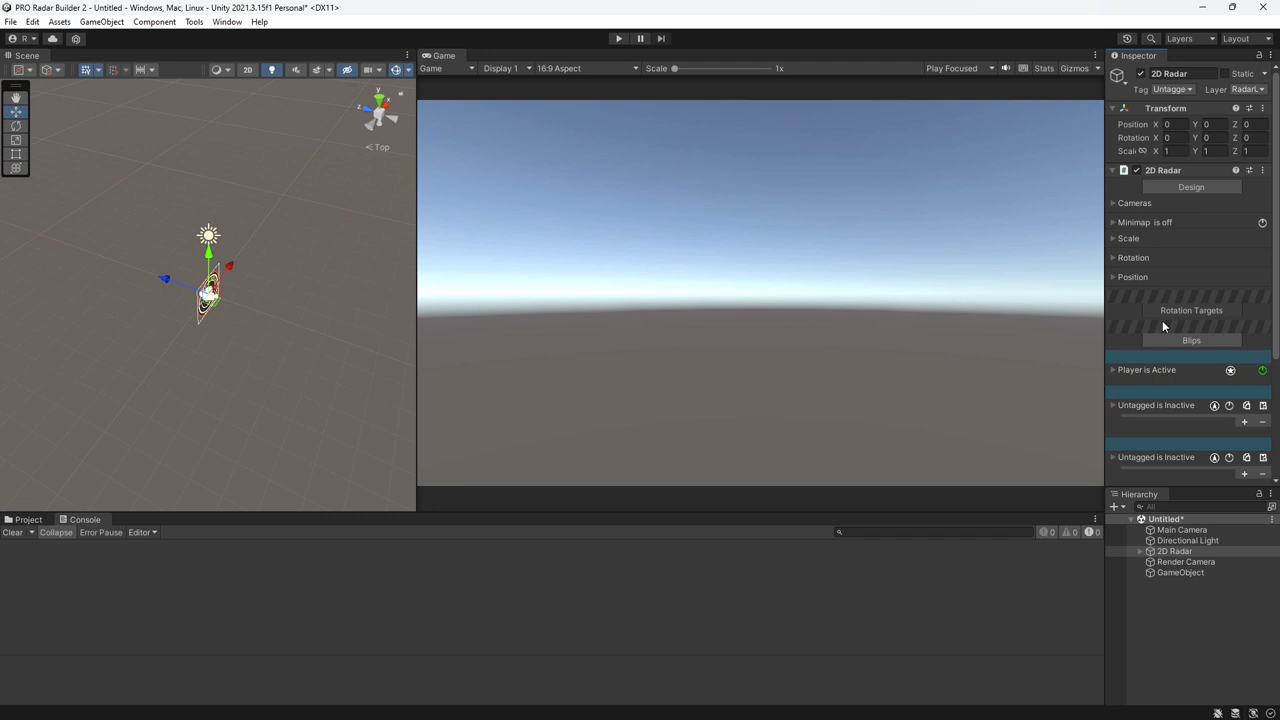 PRO Radar Builder 2 - Untitled - Windows, Mac, Linux - Unity 2021.3.15f1 Personal* <DX11>
File Edit Assets GameObject Component Tools Window Help
R Layers Layout
Scene
2D
y
x
z
Top
Game
Game Display 1 16:9 Aspect Scale 1x Play Focused Stats Gizmos
Inspector
2D Radar Static
Tag Untagge Layer RadarL
Transform
Position X 0 Y 0 Z 0
Rotation X 0 Y 0 Z 0
Scale X 1 Y 1 Z 1
2D Radar
Design
Cameras
Minimap is off
Scale
Rotation
Position
Rotation Targets
Blips
Player is Active
Untagged is Inactive
+ −
Untagged is Inactive
+ −
Hierarchy
+ All
Untitled*
Main Camera
Directional Light
2D Radar
Render Camera
GameObject
Project Console
Clear Collapse Error Pause Editor 0 0 0